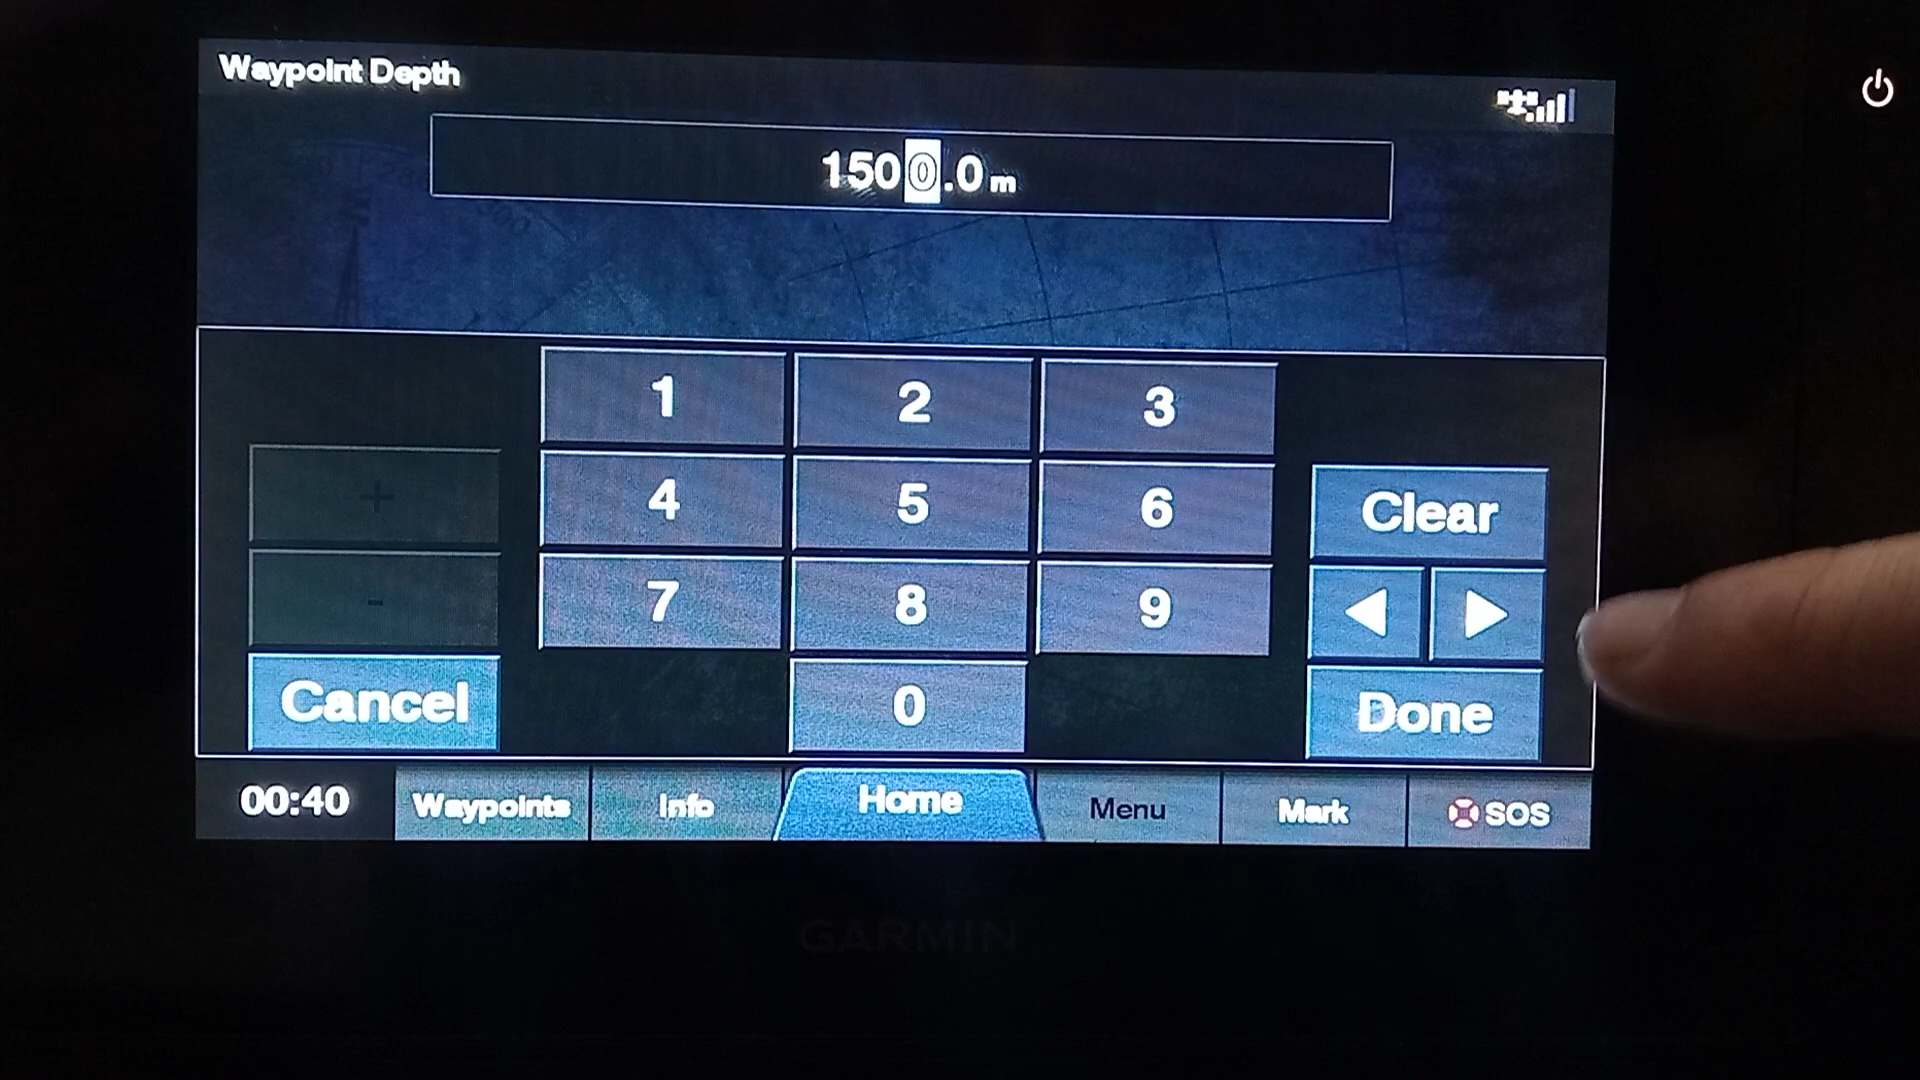 Waypoint Depth
1500.0 m
1 2 3
+ 4 5 6 Clear
- 7 8 9
Cancel 0 Done
00:40 Waypoints Info Home Menu Mark SOS
GARMIN